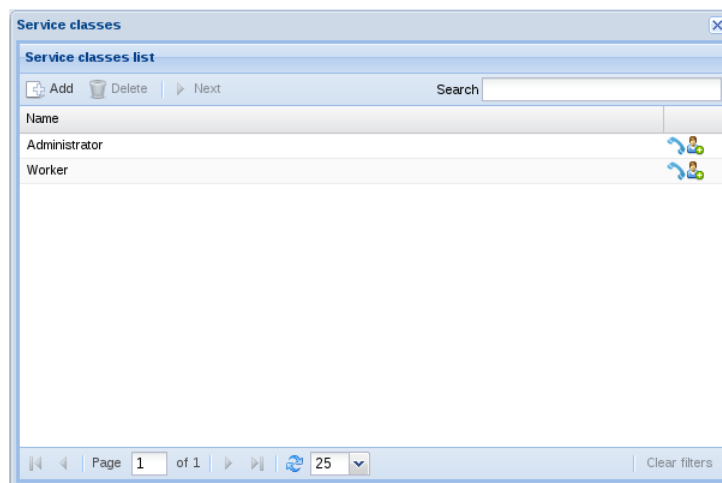 Service classes
Service classes list
Add Delete Next Search
Name
Administrator
Worker
Page 1 of 1 25 Clear filters